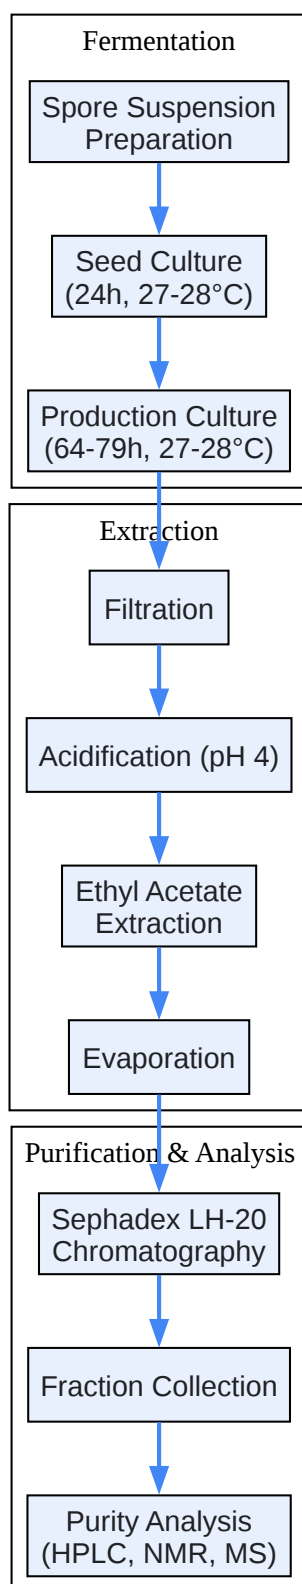 Fermentation
Spore Suspension
Preparation
Seed Culture
(24h, 27-28°C)
Production Culture
(64-79h, 27-28°C)
Extraction
Filtration
Acidification (pH 4)
Ethyl Acetate
Extraction
Evaporation
Purification & Analysis
Sephadex LH-20
Chromatography
Fraction Collection
Purity Analysis
(HPLC, NMR, MS)